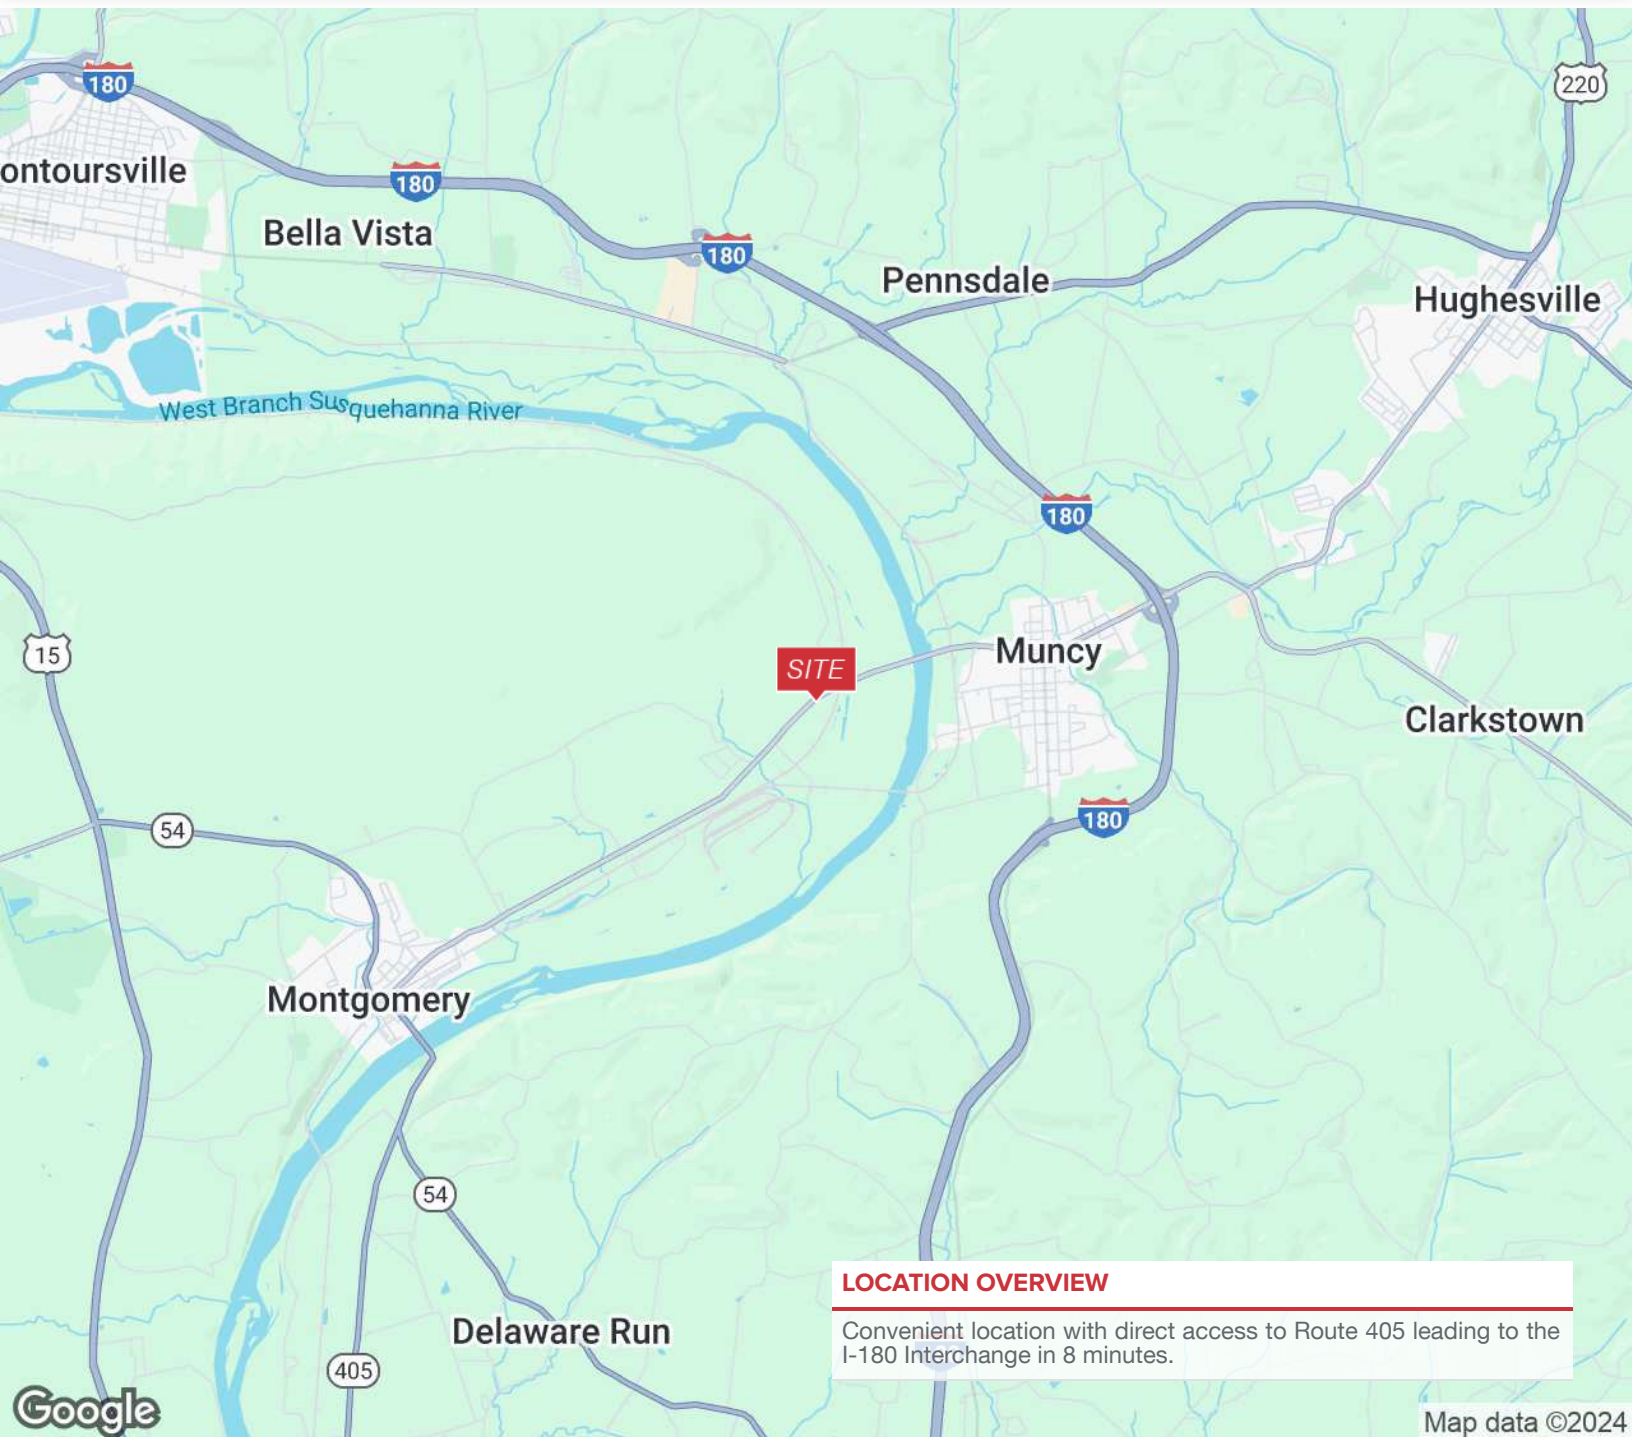 180
220
ontoursville
180
Bella Vista
180
Pennsdale
Hughesville
West Branch Susquehanna River
180
15
Muncy
SITE
Clarkstown
180
54
Montgomery
54
LOCATION OVERVIEW
Convenient location with direct access to Route 405 leading to the
I-180 Interchange in 8 minutes.
Delaware Run
405
Google
Map data ©2024